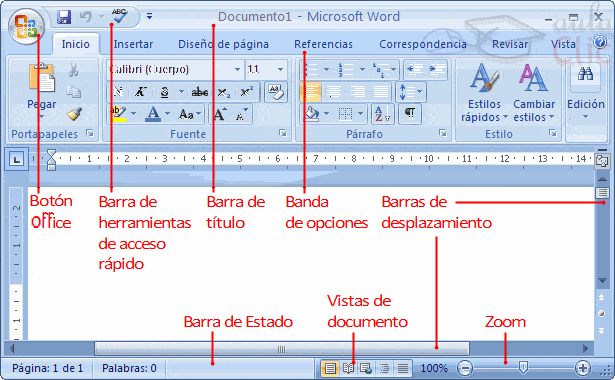 Documento1 - Microsoft Word
aula
Clic
Inicio Insertar Diseño de página Referencias Correspondencia Revisar Vista
Calibri (Cuerpo) 11
Pegar
Estilos rápidos
Cambiar estilos
Edición
Portapapeles Fuente Párrafo Estilo
Botón
Office
Barra de
herramientas
de acceso
rápido
Barra de
título
Banda
de opciones
Barras de
desplazamiento
Barra de Estado
Vistas de
documento
Zoom
Página: 1 de 1 Palabras: 0 100%